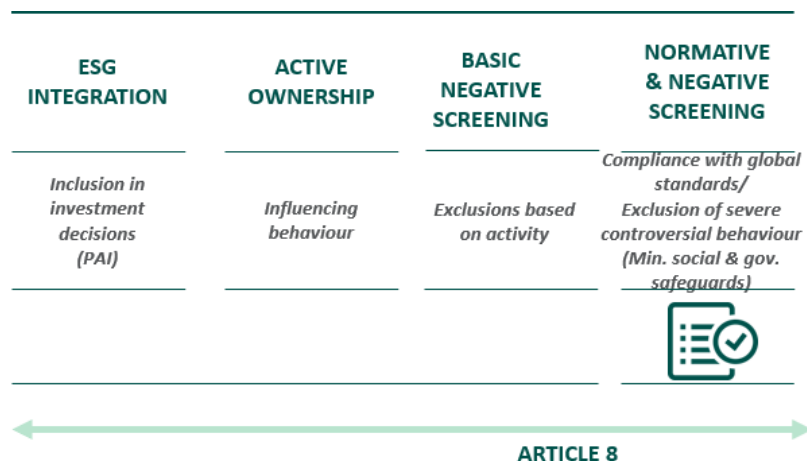 ESG
INTEGRATION
ACTIVE
OWNERSHIP
BASIC
NEGATIVE
SCREENING
NORMATIVE
& NEGATIVE
SCREENING
Inclusion in
investment
decisions
(PAI)
Influencing
behaviour
Exclusions based
on activity
Compliance with global
standards/
Exclusion of severe
controversial behaviour
(Min. social & gov.
safeguards)
ARTICLE 8